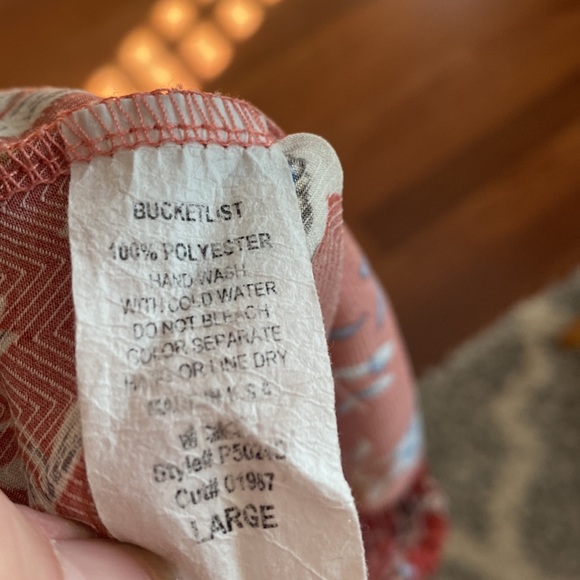 BUCKETLIST
100% POLYESTER
HAND WASH
WITH COLD WATER
DO NOT BLEACH
COLOR SEPARATE
OR LINE DRY
Style#
Cut# 01987
LARGE